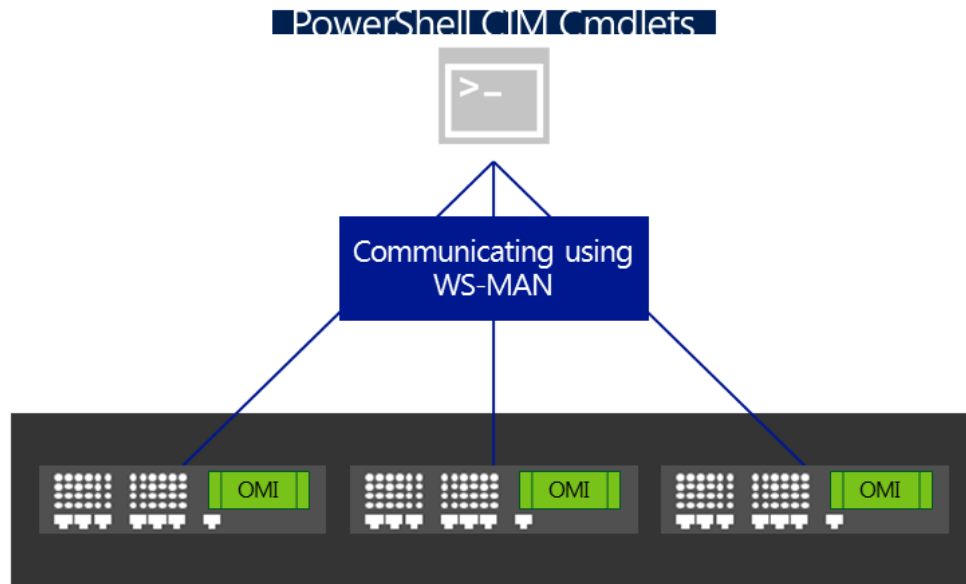 PowerShell CIM Cmdlets
>_
Communicating using
WS-MAN
OMI
OMI
OMI